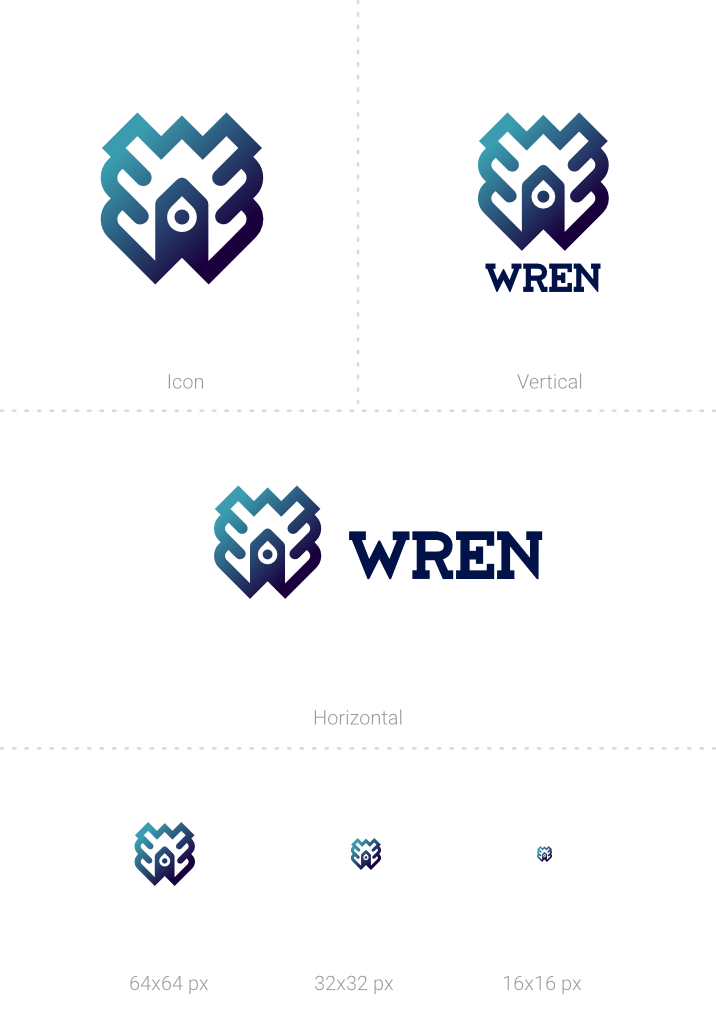 WREN
Icon
Vertical
WREN
Horizontal
64x64 px
32x32 px
16x16 px